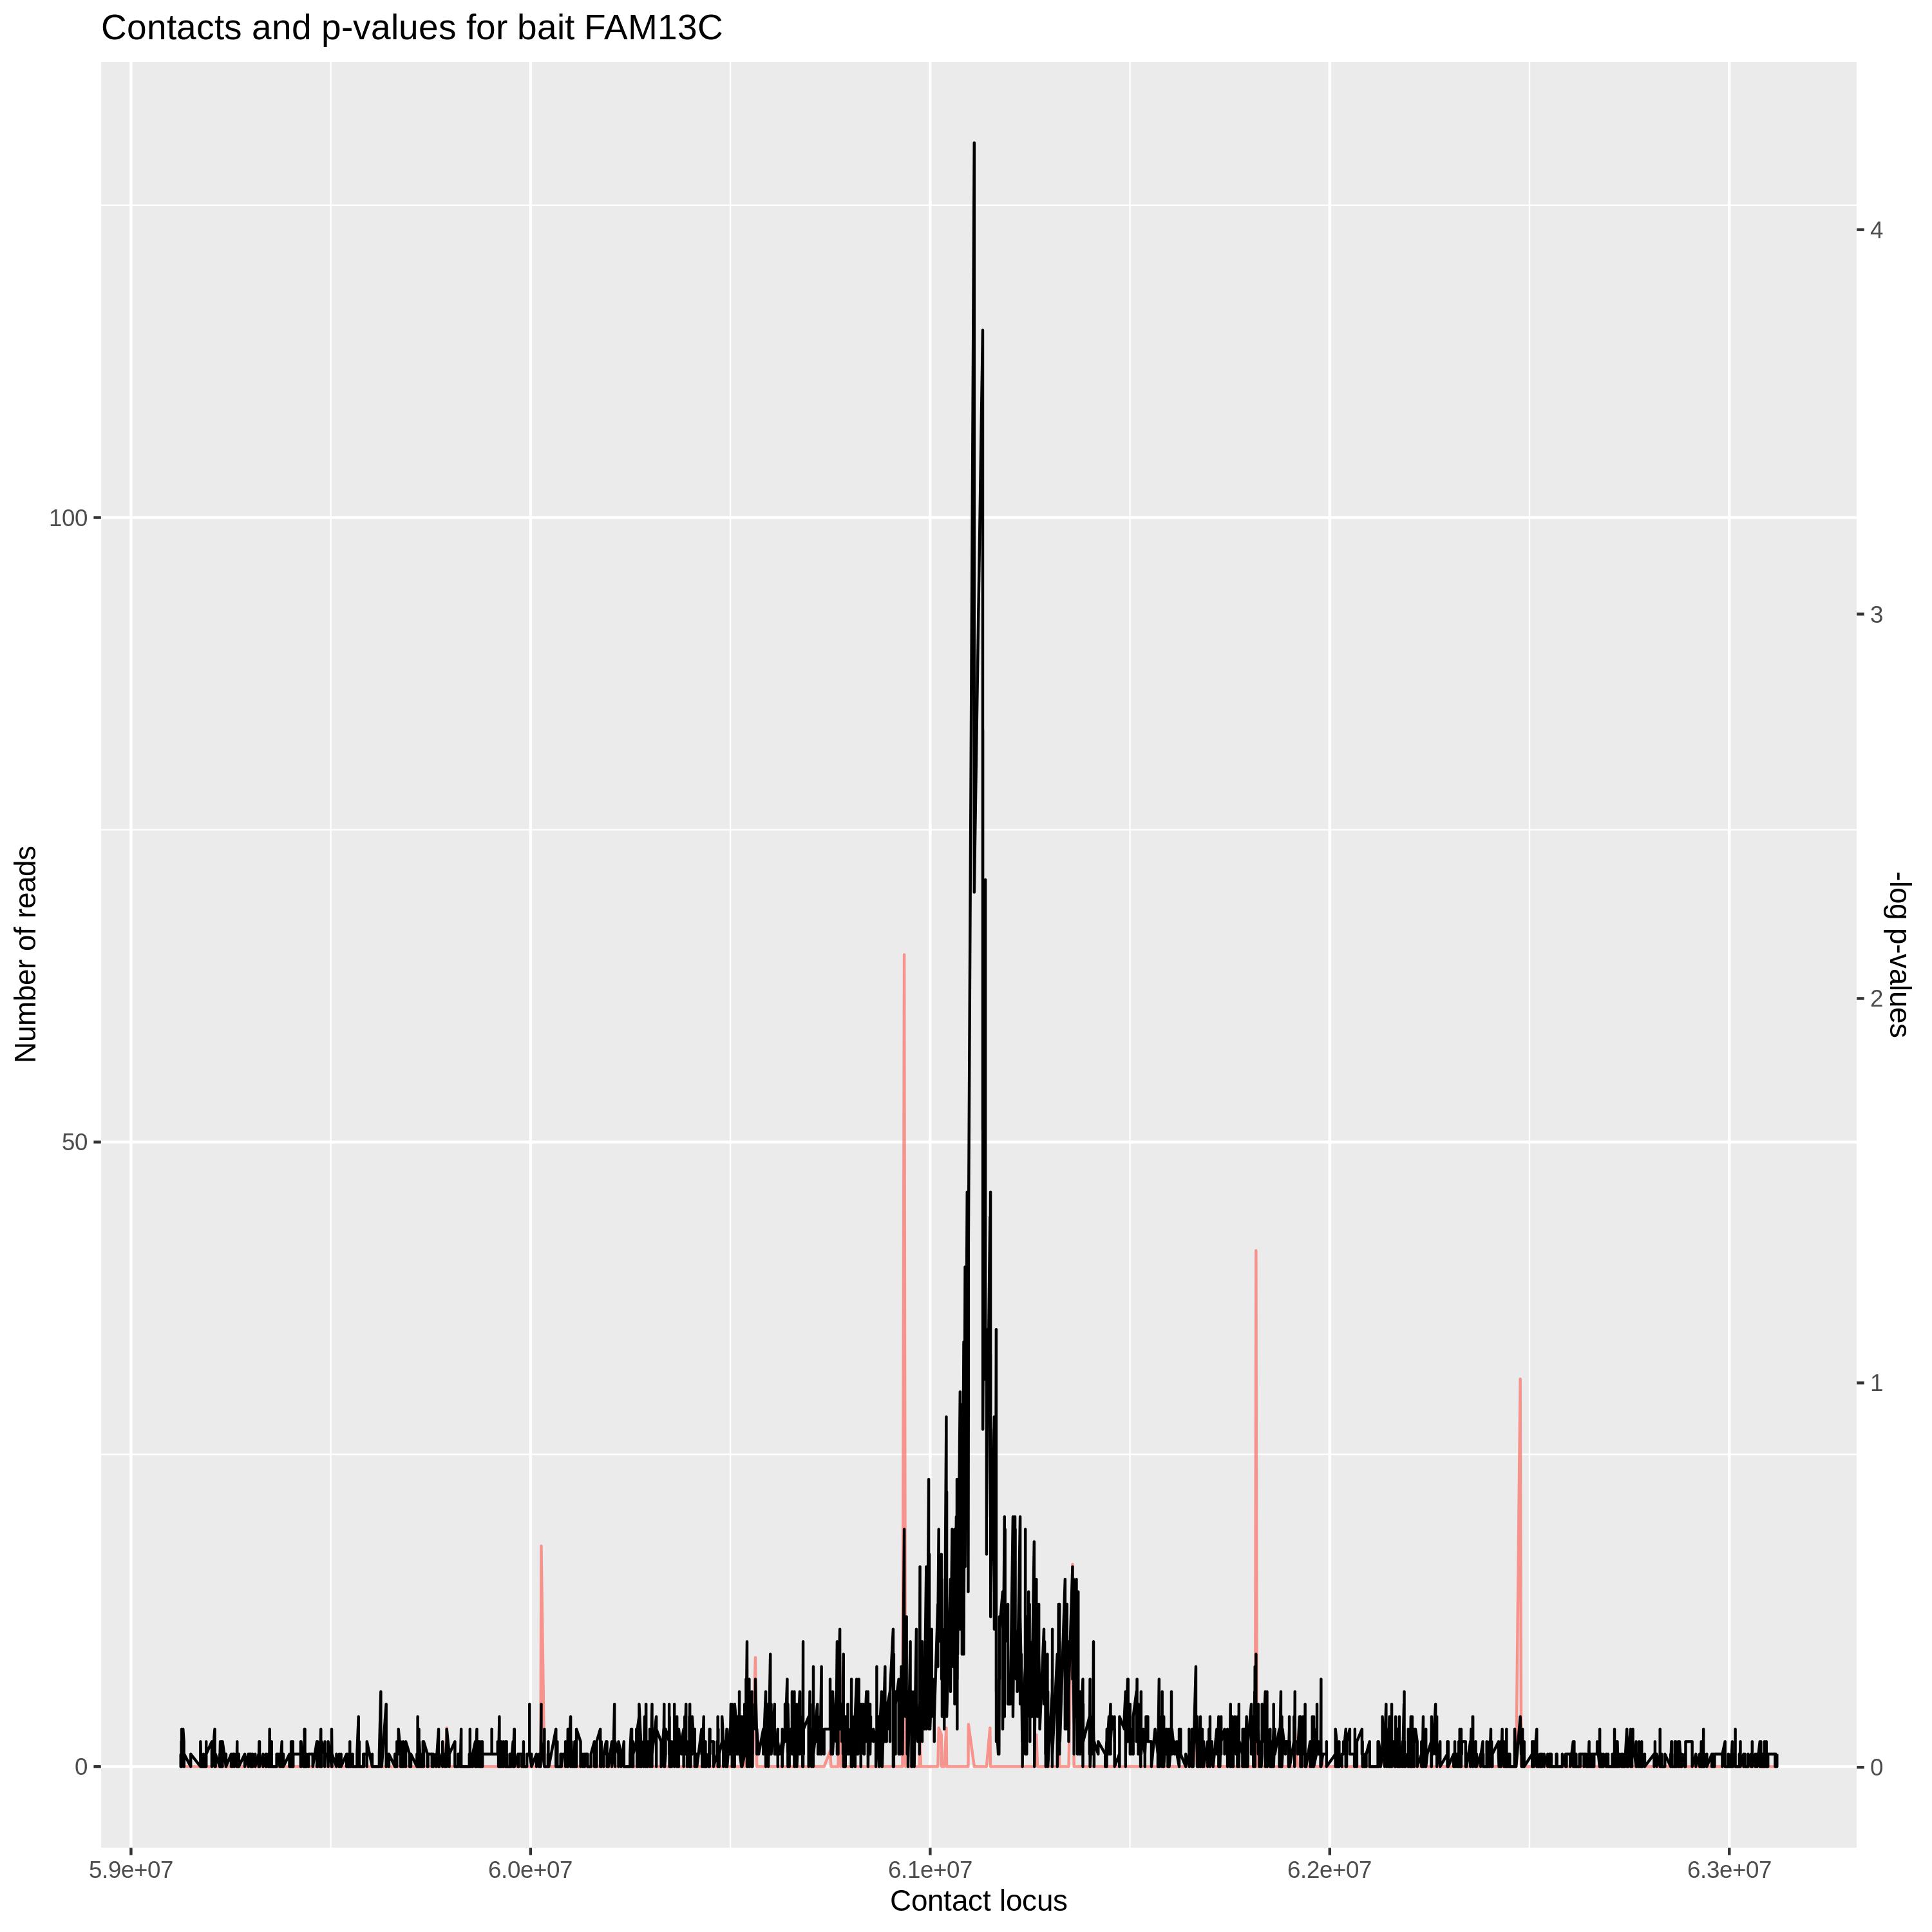 Contacts and p-values for bait FAM13C
Number of reads
100
50
0
4
3
2
1
0
-log p-values
5.9e+07
6.0e+07
6.1e+07
6.2e+07
6.3e+07
Contact locus